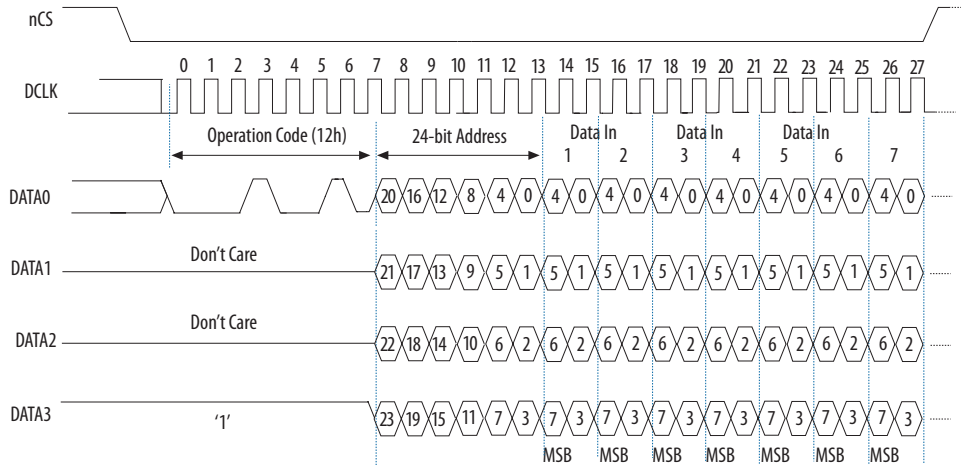 nCS
0 1 2 3 4 5 6 7 8 9 10 11 12 13 14 15 16 17 18 19 20 21 22 23 24 25 26 27
DCLK
Operation Code (12h) 24-bit Address Data In Data In Data In
1 2 3 4 5 6 7
DATA0 20 16 12 8 4 0 4 0 4 0 4 0 4 0 4 0 4 0 4 0
Don't Care
DATA1 21 17 13 9 5 1 5 1 5 1 5 1 5 1 5 1 5 1 5 1
Don't Care
DATA2 22 18 14 10 6 2 6 2 6 2 6 2 6 2 6 2 6 2 6 2
DATA3 '1' 23 19 15 11 7 3 7 3 7 3 7 3 7 3 7 3 7 3 7 3
MSB MSB MSB MSB MSB MSB MSB